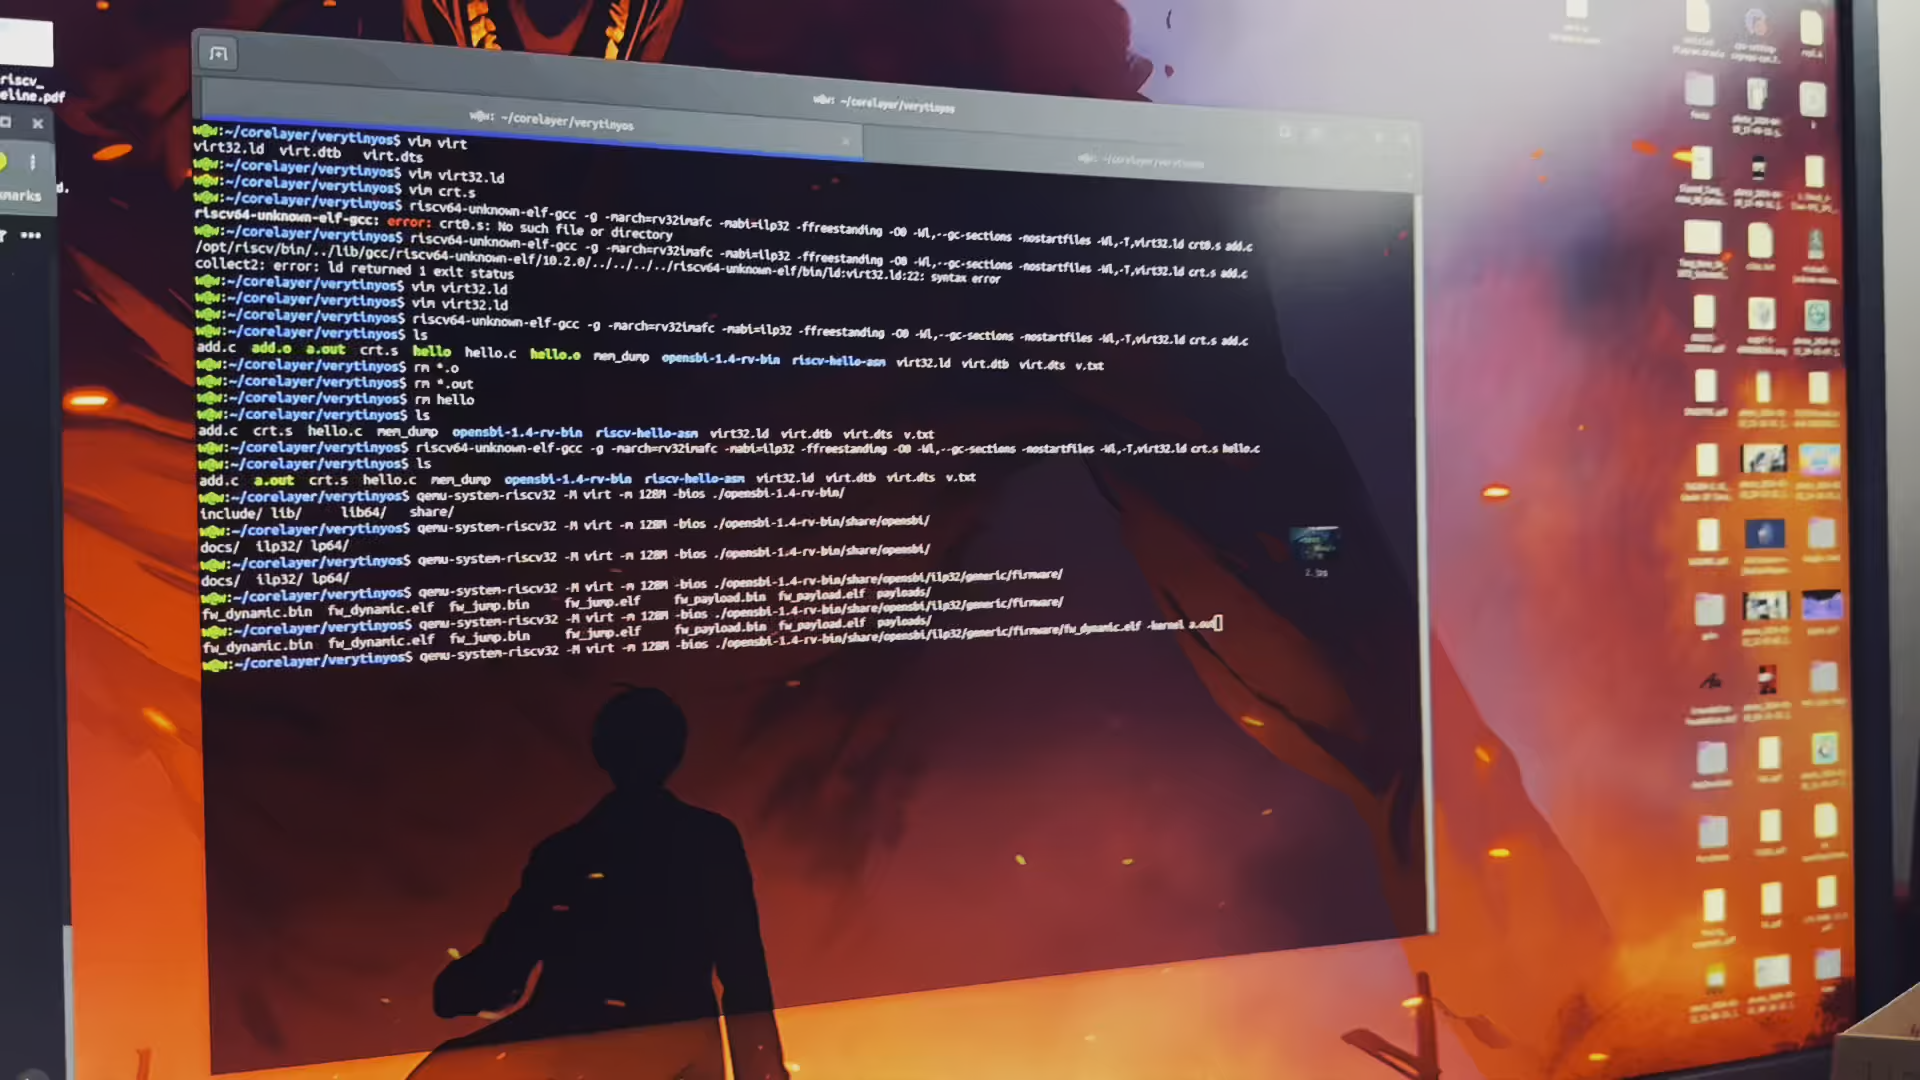 riscv_
eline.pdf
marks
w@w: ~/corelayer/verytinyos
w@w: ~/corelayer/verytinyos
w@w: ~/corelayer/verytinyos
w@w:~/corelayer/verytinyos$ vim virt
virt32.ld virt.dtb virt.dts
w@w:~/corelayer/verytinyos$ vim virt32.ld
w@w:~/corelayer/verytinyos$ vim crt.s
w@w:~/corelayer/verytinyos$ riscv64-unknown-elf-gcc -g -march=rv32imafc -mabi=ilp32 -ffreestanding -O0 -Wl,--gc-sections -nostartfiles -Wl,-T,virt32.ld crt0.s add.c
riscv64-unknown-elf-gcc: error: crt0.s: No such file or directory
w@w:~/corelayer/verytinyos$ riscv64-unknown-elf-gcc -g -march=rv32imafc -mabi=ilp32 -ffreestanding -O0 -Wl,--gc-sections -nostartfiles -Wl,-T,virt32.ld crt.s add.c
/opt/riscv/bin/../lib/gcc/riscv64-unknown-elf/10.2.0/../../../../riscv64-unknown-elf/bin/ld:virt32.ld:22: syntax error
collect2: error: ld returned 1 exit status
w@w:~/corelayer/verytinyos$ vim virt32.ld
w@w:~/corelayer/verytinyos$ vim virt32.ld
w@w:~/corelayer/verytinyos$ riscv64-unknown-elf-gcc -g -march=rv32imafc -mabi=ilp32 -ffreestanding -O0 -Wl,--gc-sections -nostartfiles -Wl,-T,virt32.ld crt.s add.c
w@w:~/corelayer/verytinyos$ ls
add.c add.o a.out crt.s hello hello.c hello.o mem_dump opensbi-1.4-rv-bin riscv-hello-asm virt32.ld virt.dtb virt.dts v.txt
w@w:~/corelayer/verytinyos$ rm *.o
w@w:~/corelayer/verytinyos$ rm *.out
w@w:~/corelayer/verytinyos$ rm hello
w@w:~/corelayer/verytinyos$ ls
add.c crt.s hello.c mem_dump opensbi-1.4-rv-bin riscv-hello-asm virt32.ld virt.dtb virt.dts v.txt
w@w:~/corelayer/verytinyos$ riscv64-unknown-elf-gcc -g -march=rv32imafc -mabi=ilp32 -ffreestanding -O0 -Wl,--gc-sections -nostartfiles -Wl,-T,virt32.ld crt.s hello.c
w@w:~/corelayer/verytinyos$ ls
add.c a.out crt.s hello.c mem_dump opensbi-1.4-rv-bin riscv-hello-asm virt32.ld virt.dtb virt.dts v.txt
w@w:~/corelayer/verytinyos$ qemu-system-riscv32 -M virt -m 128M -bios ./opensbi-1.4-rv-bin/
include/ lib/ lib64/ share/
w@w:~/corelayer/verytinyos$ qemu-system-riscv32 -M virt -m 128M -bios ./opensbi-1.4-rv-bin/share/opensbi/
docs/ ilp32/ lp64/
w@w:~/corelayer/verytinyos$ qemu-system-riscv32 -M virt -m 128M -bios ./opensbi-1.4-rv-bin/share/opensbi/
docs/ ilp32/ lp64/
w@w:~/corelayer/verytinyos$ qemu-system-riscv32 -M virt -m 128M -bios ./opensbi-1.4-rv-bin/share/opensbi/ilp32/generic/firmware/
fw_dynamic.bin fw_dynamic.elf fw_jump.bin fw_jump.elf fw_payload.bin fw_payload.elf payloads/
w@w:~/corelayer/verytinyos$ qemu-system-riscv32 -M virt -m 128M -bios ./opensbi-1.4-rv-bin/share/opensbi/ilp32/generic/firmware/
fw_dynamic.bin fw_dynamic.elf fw_jump.bin fw_jump.elf fw_payload.bin fw_payload.elf payloads/
w@w:~/corelayer/verytinyos$ qemu-system-riscv32 -M virt -m 128M -bios ./opensbi-1.4-rv-bin/share/opensbi/ilp32/generic/firmware/fw_dynamic.elf -kernel a.out
2.jpg